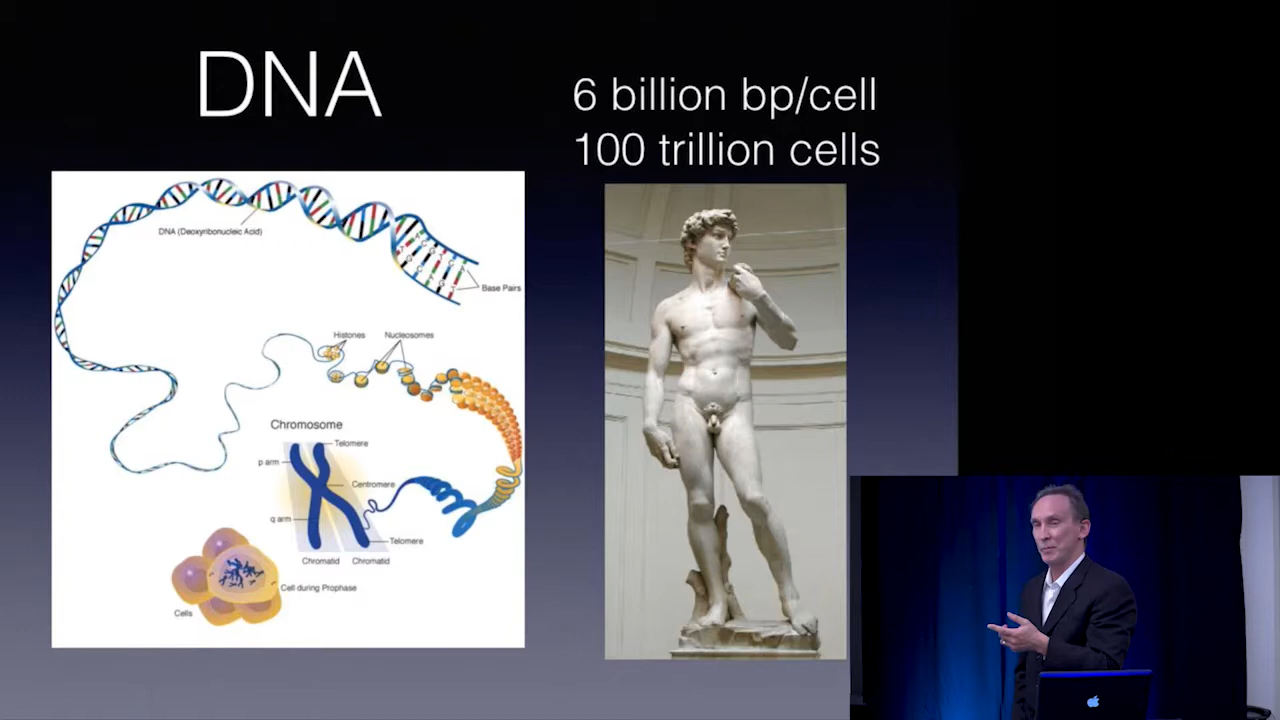 DNA
6 billion bp/cell
100 trillion cells
DNA (Deoxyribonucleic Acid)
Base Pairs
Histones
Nucleosomes
Chromosome
Telomere
p arm
Centromere
q arm
Telomere
Chromatid
Chromatid
Cell during Prophase
Cells